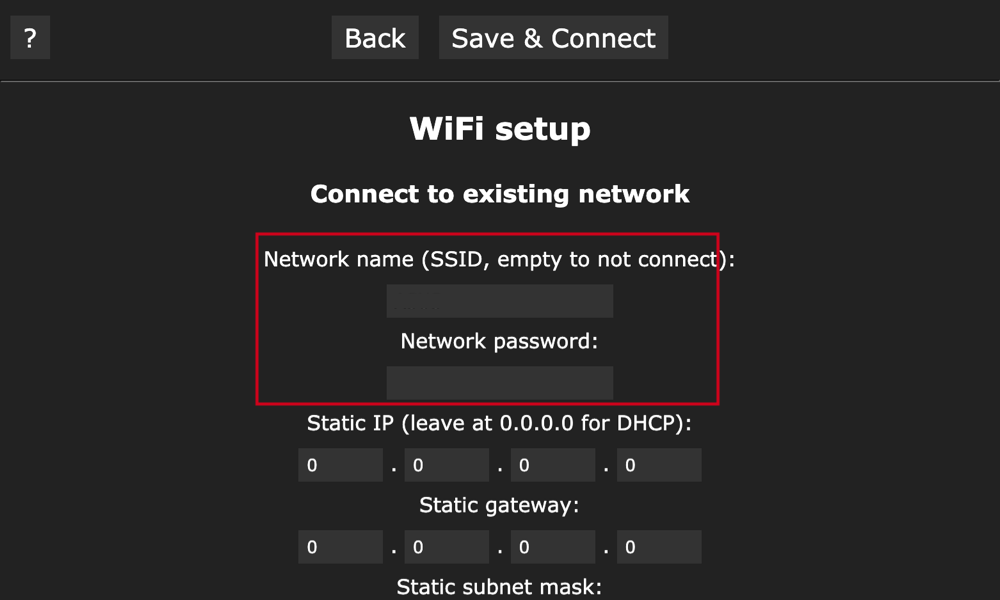 ?
Back
Save & Connect
WiFi setup
Connect to existing network
Network name (SSID, empty to not connect):
Network password:
Static IP (leave at 0.0.0.0 for DHCP):
0 . 0 . 0 . 0
Static gateway:
0 . 0 . 0 . 0
Static subnet mask: